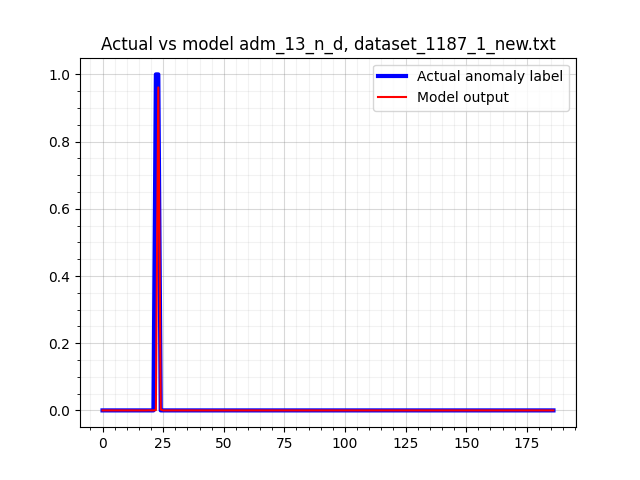 Actual vs model adm_13_n_d, dataset_1187_1_new.txt
Actual anomaly label
Model output
1.0
0.8
0.6
0.4
0.2
0.0
0 25 50 75 100 125 150 175